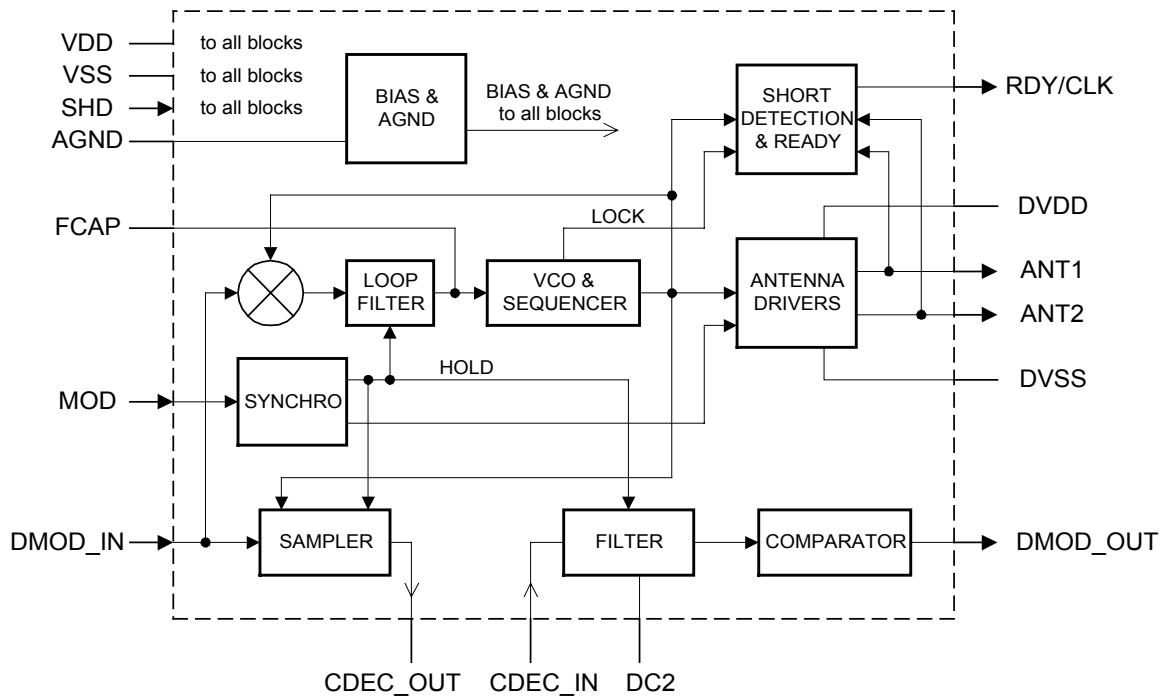 VDD
to all blocks
VSS
to all blocks
SHD
to all blocks
AGND
BIAS &
AGND
BIAS & AGND
to all blocks
SHORT
DETECTION
& READY
RDY/CLK
FCAP
LOCK
DVDD
LOOP
FILTER
VCO &
SEQUENCER
ANTENNA
DRIVERS
ANT1
ANT2
HOLD
DVSS
MOD
SYNCHRO
DMOD_IN
SAMPLER
FILTER
COMPARATOR
DMOD_OUT
CDEC_OUT
CDEC_IN
DC2